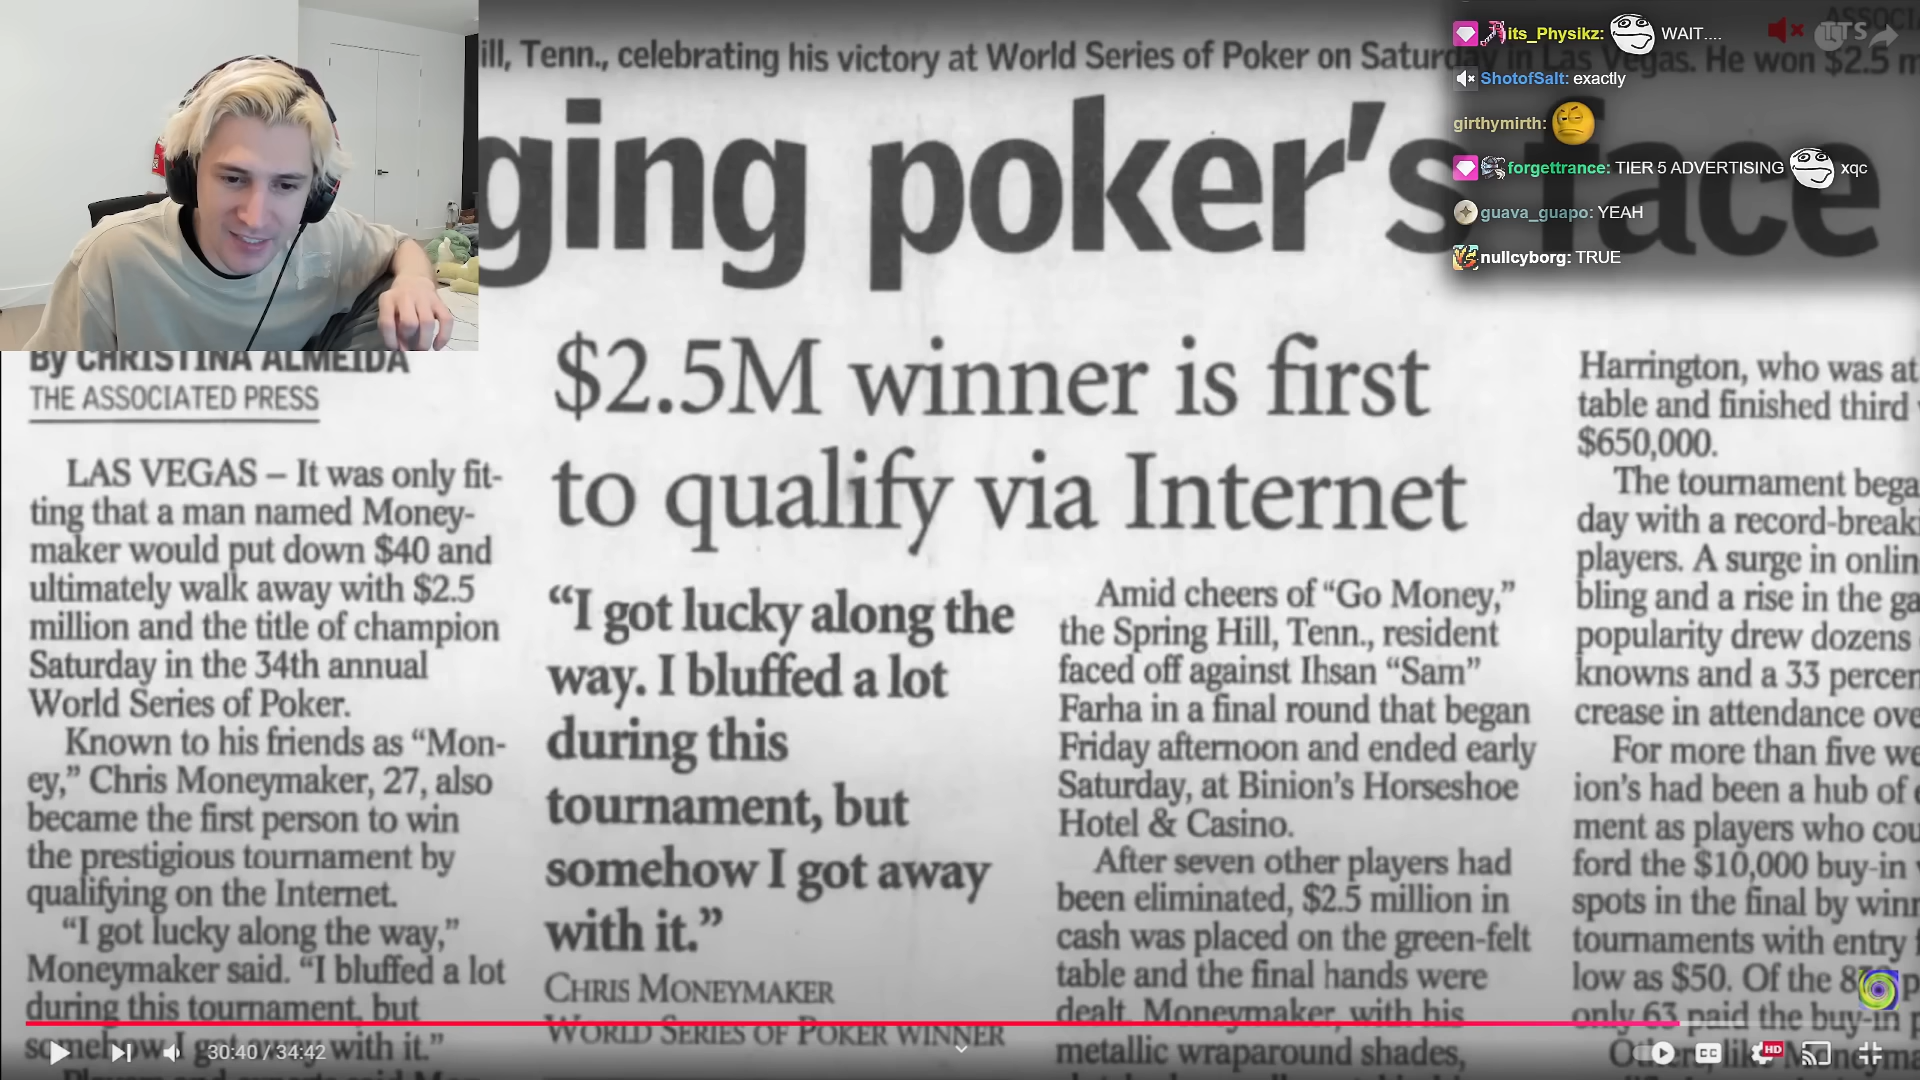 ill, Tenn., celebrating his victory at World Series of Poker on Saturday in Las Vegas. He won $2.5 m
ging poker's face
its_Physikz: WAIT....
ShotofSalt: exactly
girthymirth:
forgettrance: TIER 5 ADVERTISING xqc
guava_guapo: YEAH
nullcyborg: TRUE
TTS
By CHRISTINA ALMEIDA
THE ASSOCIATED PRESS
LAS VEGAS – It was only fit-
ting that a man named Money-
maker would put down $40 and
ultimately walk away with $2.5
million and the title of champion
Saturday in the 34th annual
World Series of Poker.
Known to his friends as “Mon-
ey,” Chris Moneymaker, 27, also
became the first person to win
the prestigious tournament by
qualifying on the Internet.
“I got lucky along the way,”
Moneymaker said. “I bluffed a lot
during this tournament, but
somehow I got away with it.”
$2.5M winner is first
to qualify via Internet
“I got lucky along the
way. I bluffed a lot
during this
tournament, but
somehow I got away
with it.”
CHRIS MONEYMAKER
WORLD SERIES OF POKER WINNER
Amid cheers of “Go Money,”
the Spring Hill, Tenn., resident
faced off against Ihsan “Sam”
Farha in a final round that began
Friday afternoon and ended early
Saturday, at Binion’s Horseshoe
Hotel & Casino.
After seven other players had
been eliminated, $2.5 million in
cash was placed on the green-felt
table and the final hands were
dealt. Moneymaker, with his
metallic wraparound shades,
Harrington, who was at
table and finished third
$650,000.
The tournament bega
day with a record-break
players. A surge in onlin
bling and a rise in the ga
popularity drew dozens
knowns and a 33 percen
crease in attendance ove
For more than five we
ion’s had been a hub of
ment as players who cou
ford the $10,000 buy-in
spots in the final by winn
tournaments with entry
low as $50. Of the
only 63 paid the buy-in
Others, like Moneyma
30:40 / 34:42
CC
HD